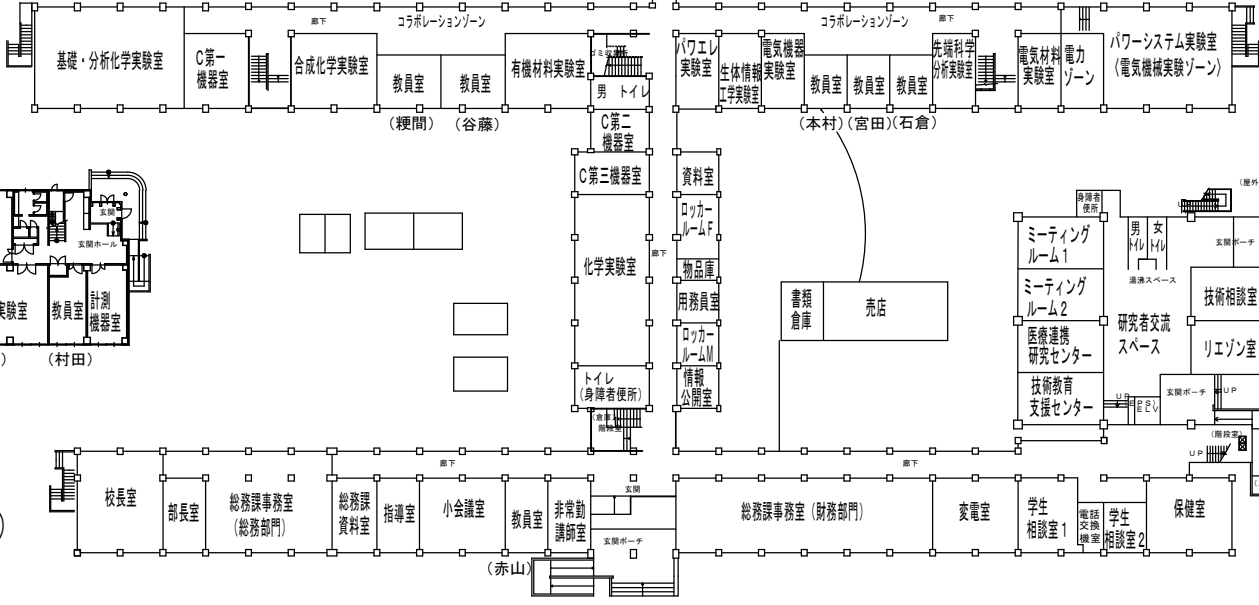 廊下
コラボレーションゾーン
コラボレーションゾーン
廊下
基礎・分析化学実験室
C第一
機器室
合成化学実験室
教員室
教員室
有機材料実験室
男 トイレ
パワエレ
実験室
生体情報
工学実験室
電気機器
実験室
教員室
教員室
教員室
先端科学
分析実験室
電気材料
実験室
電力
ゾーン
パワーシステム実験室
〈電気機械実験ゾーン〉
(粳間)
(谷藤)
(本村)
(宮田)
(石倉)
C第二
機器室
C第三機器室
資料室
ロッカー
ルームF
廊下
化学実験室
物品庫
用務員室
ロッカー
ルームM
トイレ
(身障者便所)
情報
公開室
(倉庫)
階段室
玄関
玄関ホール
実験室
教員室
計測
機器室
(村田)
書類
倉庫
売店
身障者
便所
(屋外
ミーティング
ルーム1
男
トイレ
女
トイレ
玄関ポーチ
湯沸スペース
ミーティング
ルーム2
技術相談室
研究者交流
スペース
医療連携
研究センター
リエゾン室
技術教育
支援センター
玄関ポーチ
UP
UP
(EPS)
ELV
(階段室)
UP
廊下
廊下
校長室
部長室
総務課事務室
(総務部門)
総務課
資料室
指導室
小会議室
教員室
非常勤
講師室
玄関
玄関ポーチ
(赤山)
総務課事務室(財務部門)
変電室
学生
相談室1
電話
交換
機室
学生
相談室2
保健室